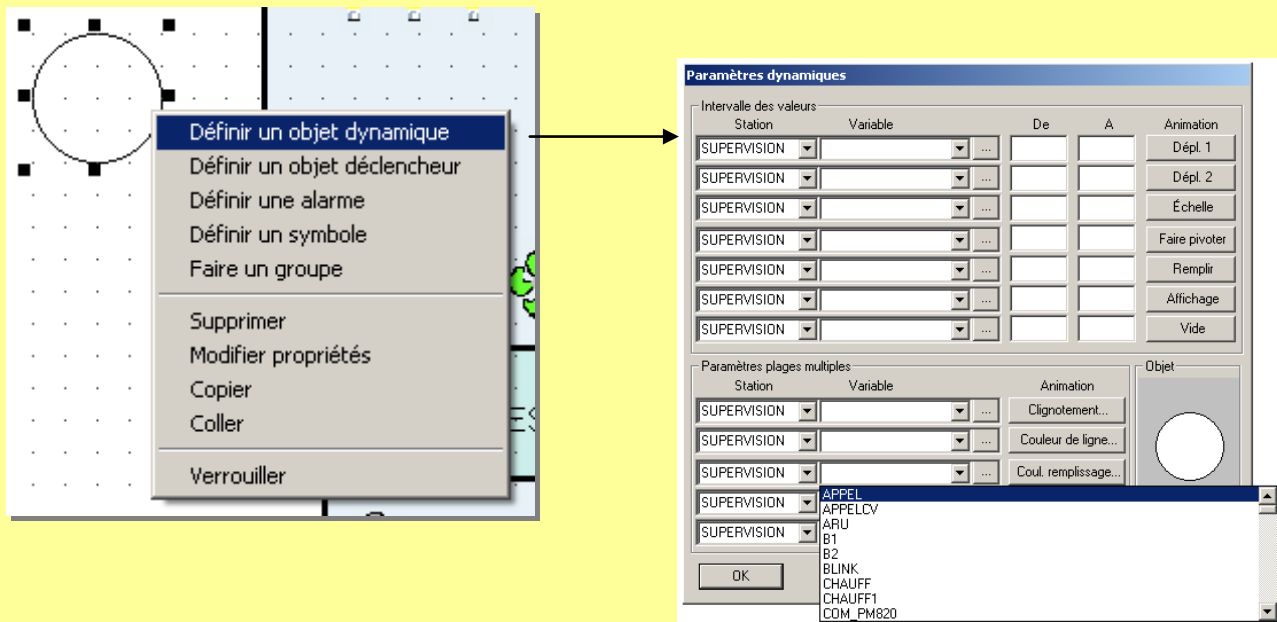 Définir un objet dynamique
Définir un objet déclencheur
Définir une alarme
Définir un symbole
Faire un groupe
Supprimer
Modifier propriétés
Copier
Coller
Verrouiller
ES
Paramètres dynamiques
Intervalle des valeurs
Station Variable De A Animation
SUPERVISION ... Dépl. 1
SUPERVISION ... Dépl. 2
SUPERVISION ... Échelle
SUPERVISION ... Faire pivoter
SUPERVISION ... Remplir
SUPERVISION ... Affichage
SUPERVISION ... Vide
Paramètres plages multiples Objet
Station Variable Animation
SUPERVISION ... Clignotement...
SUPERVISION ... Couleur de ligne...
SUPERVISION ... Coul. remplissage...
SUPERVISION
SUPERVISION
APPEL
APPELCV
ARU
B1
B2
BLINK
CHAUFF
CHAUFF1
COM_PM820
OK